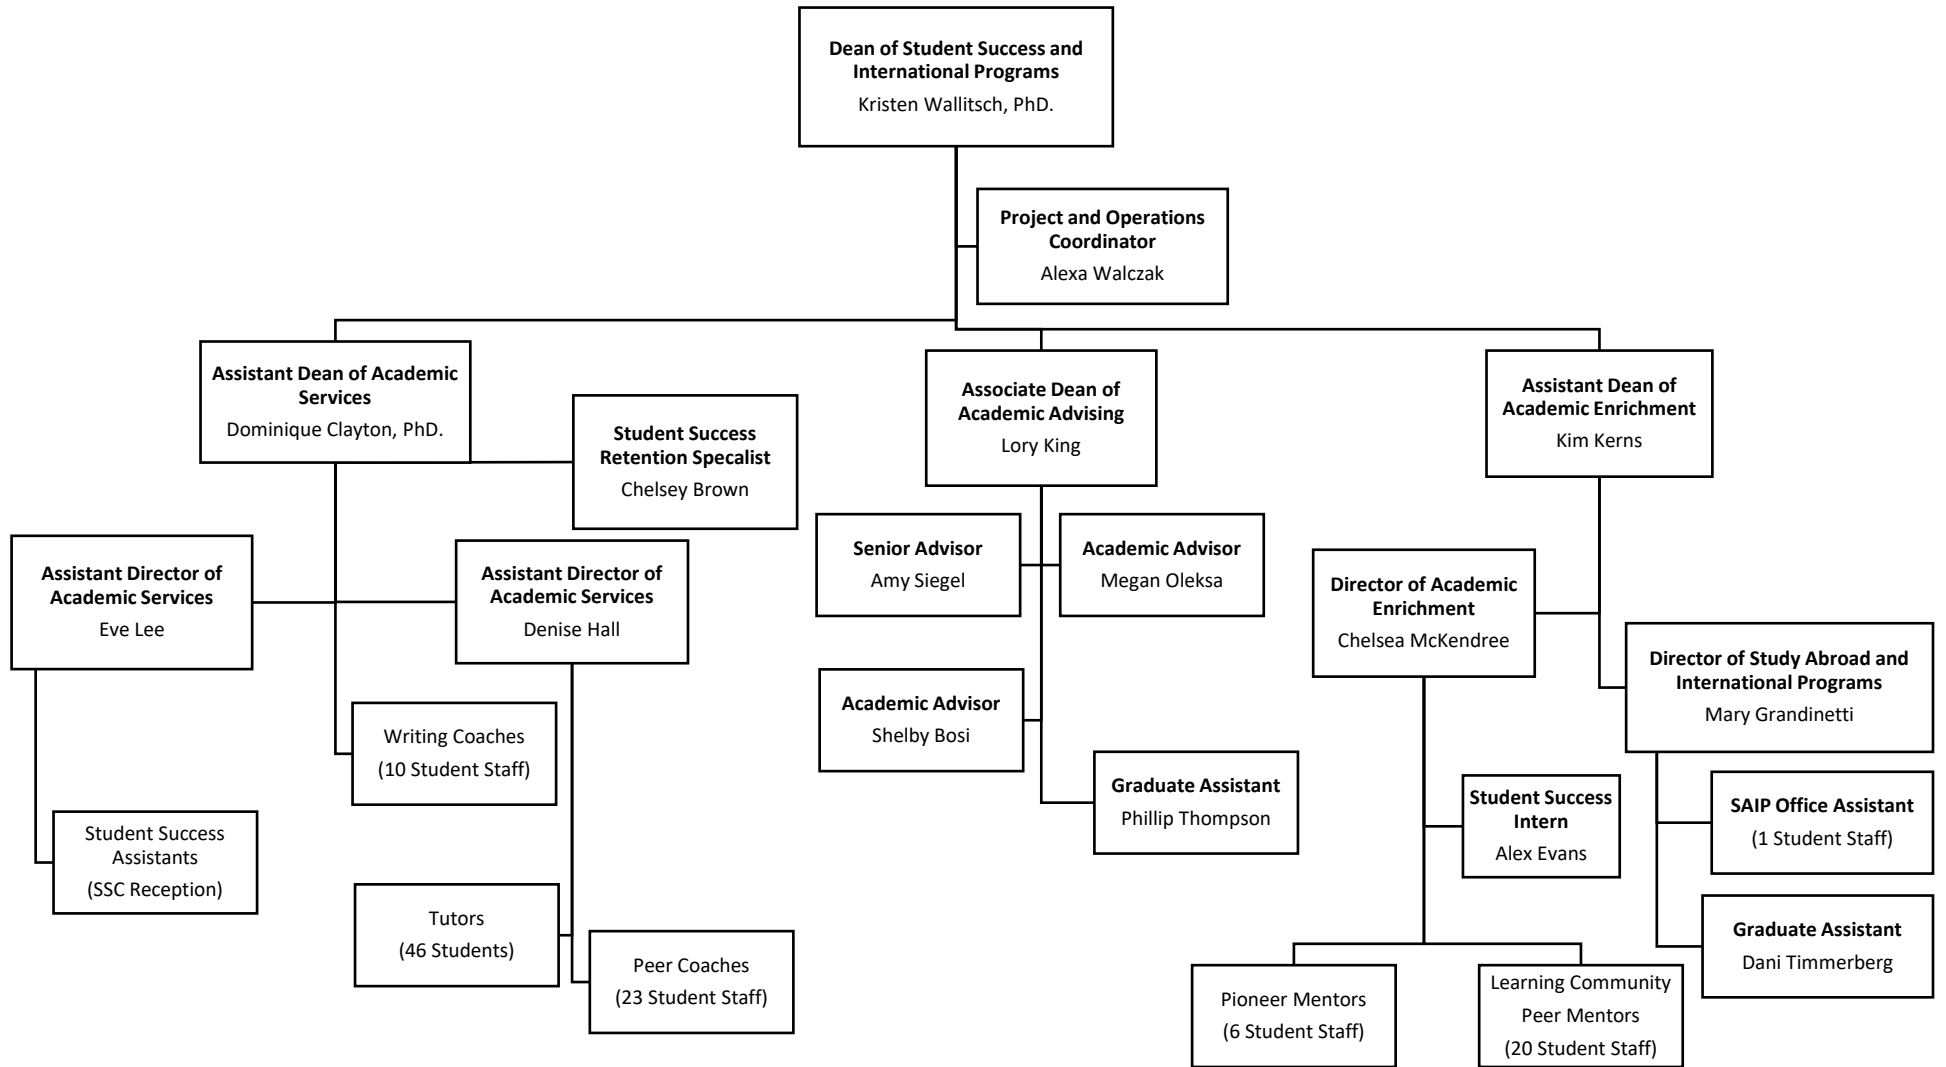 Dean of Student Success and
International Programs
Kristen Wallitsch, PhD.
Project and Operations
Coordinator
Alexa Walczak
Assistant Dean of Academic
Services
Dominique Clayton, PhD.
Student Success
Retention Specalist
Chelsey Brown
Associate Dean of
Academic Advising
Lory King
Assistant Dean of
Academic Enrichment
Kim Kerns
Assistant Director of
Academic Services
Eve Lee
Assistant Director of
Academic Services
Denise Hall
Senior Advisor
Amy Siegel
Academic Advisor
Megan Oleksa
Director of Academic
Enrichment
Chelsea McKendree
Director of Study Abroad and
International Programs
Mary Grandinetti
Writing Coaches
(10 Student Staff)
Academic Advisor
Shelby Bosi
Graduate Assistant
Phillip Thompson
Student Success
Intern
Alex Evans
SAIP Office Assistant
(1 Student Staff)
Student Success
Assistants
(SSC Reception)
Tutors
(46 Students)
Peer Coaches
(23 Student Staff)
Graduate Assistant
Dani Timmerberg
Pioneer Mentors
(6 Student Staff)
Learning Community
Peer Mentors
(20 Student Staff)